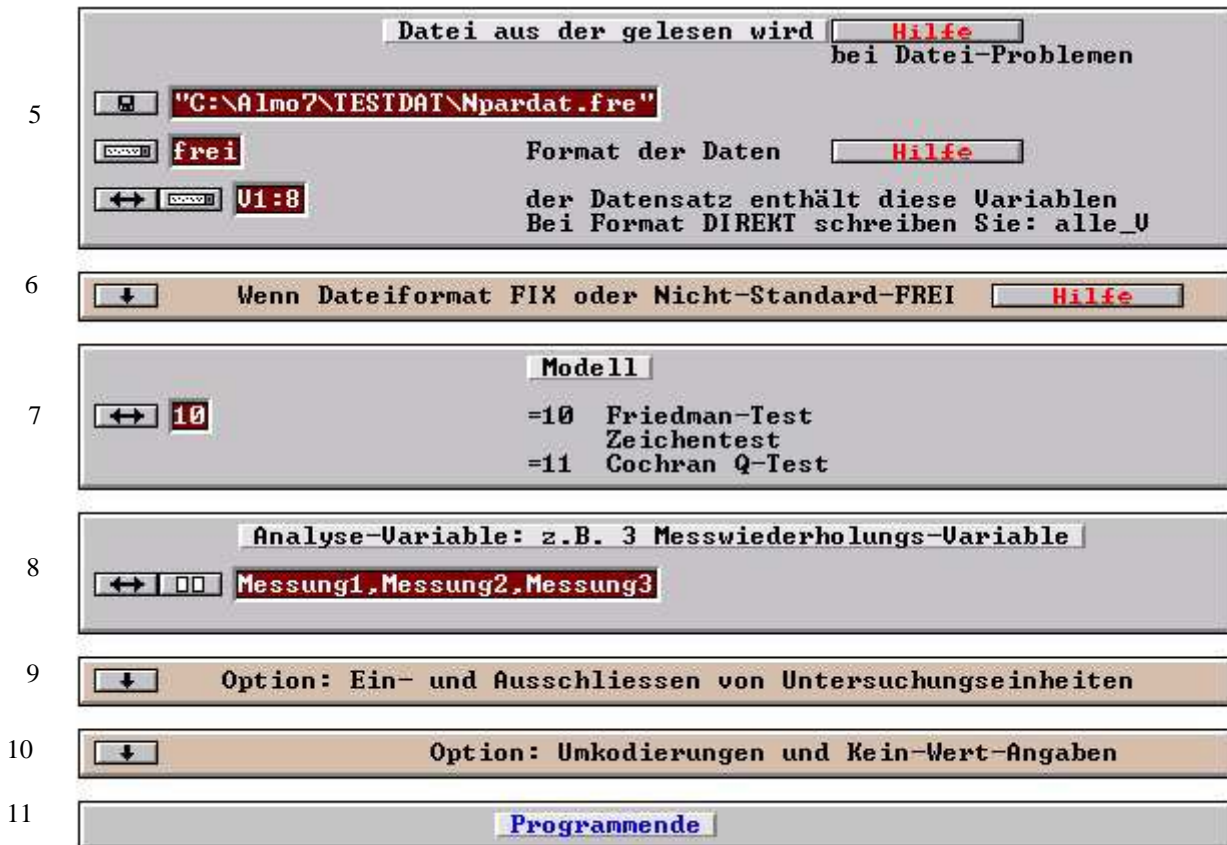 Datei aus der gelesen wird Hilfe
bei Datei-Problemen
5
"C:\Almo7\TESTDAT\Npardat.fre"
frei Format der Daten Hilfe
V1:8 der Datensatz enthält diese Variablen
Bei Format DIREKT schreiben Sie: alle_V
6 Wenn Dateiformat FIX oder Nicht-Standard-FREI Hilfe
Modell
7 10 =10 Friedman-Test
Zeichentest
=11 Cochran Q-Test
Analyse-Variable: z.B. 3 Messwiederholungs-Variable
8 Messung1,Messung2,Messung3
9 Option: Ein- und Ausschliessen von Untersuchungseinheiten
10 Option: Umkodierungen und Kein-Wert-Angaben
11 Programmende